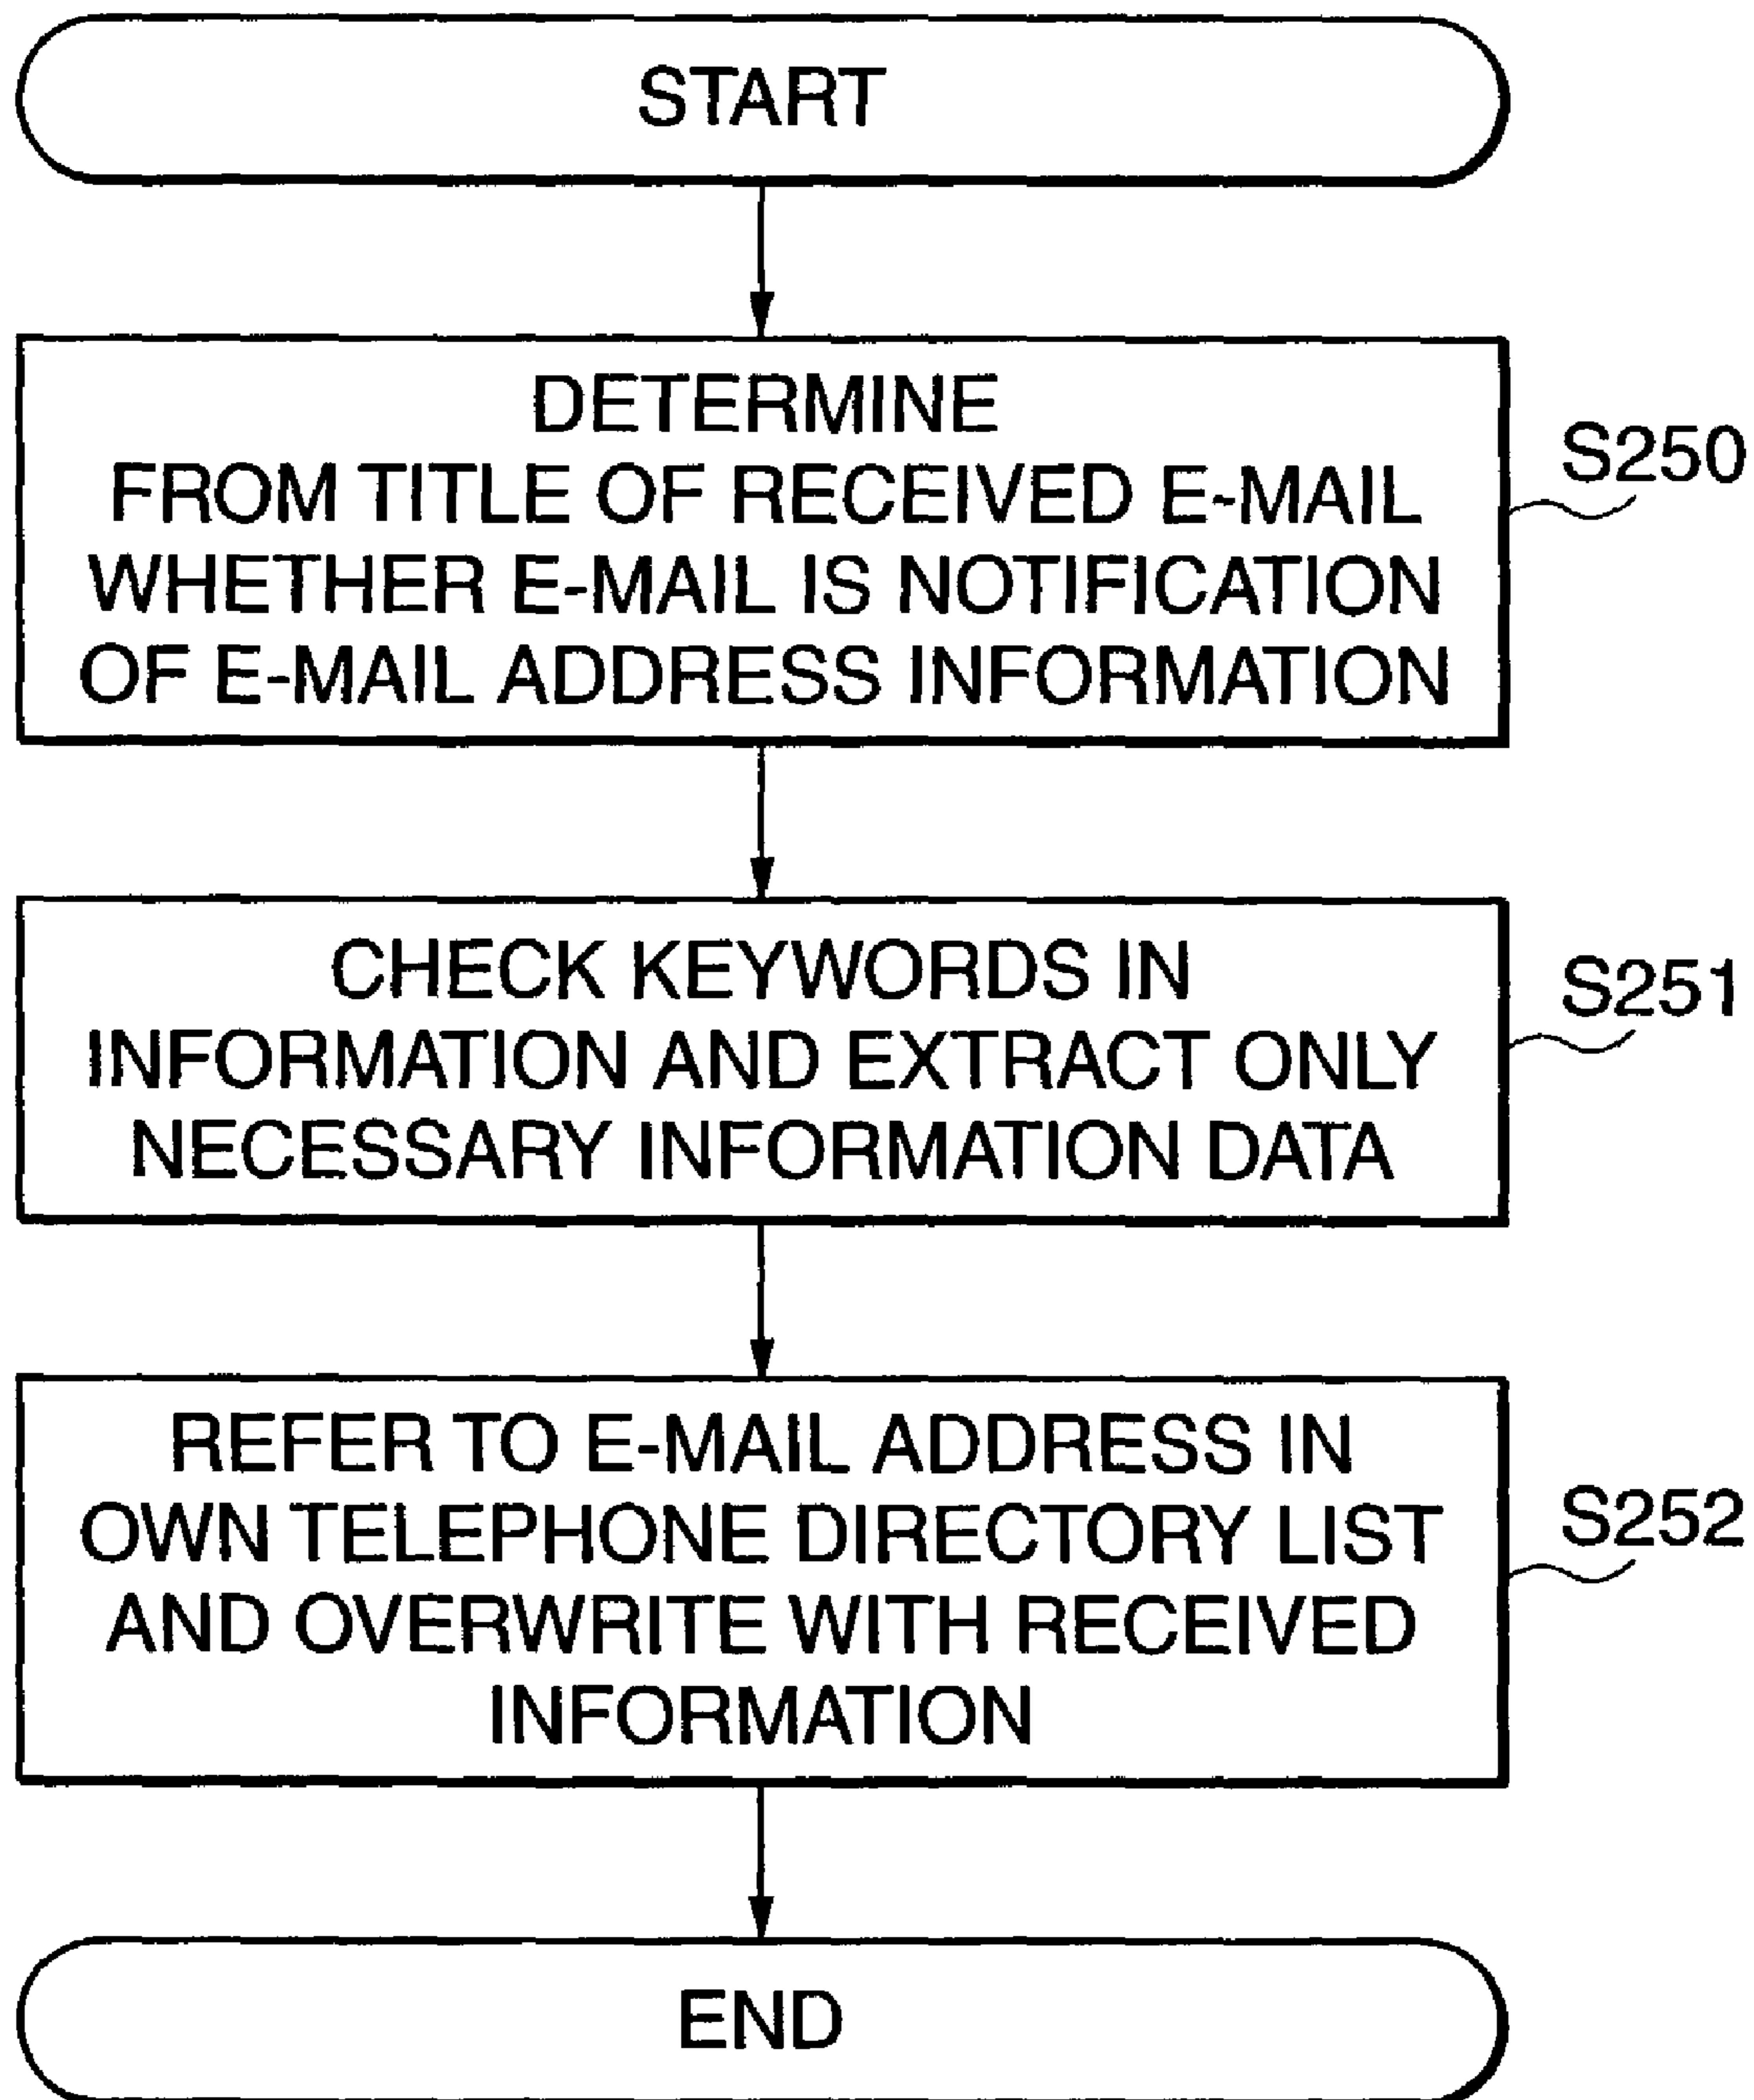 START
DETERMINE
FROM TITLE OF RECEIVED E-MAIL
WHETHER E-MAIL IS NOTIFICATION
OF E-MAIL ADDRESS INFORMATION
S250
CHECK KEYWORDS IN
INFORMATION AND EXTRACT ONLY
NECESSARY INFORMATION DATA
S251
REFER TO E-MAIL ADDRESS IN
OWN TELEPHONE DIRECTORY LIST
AND OVERWRITE WITH RECEIVED
INFORMATION
S252
END